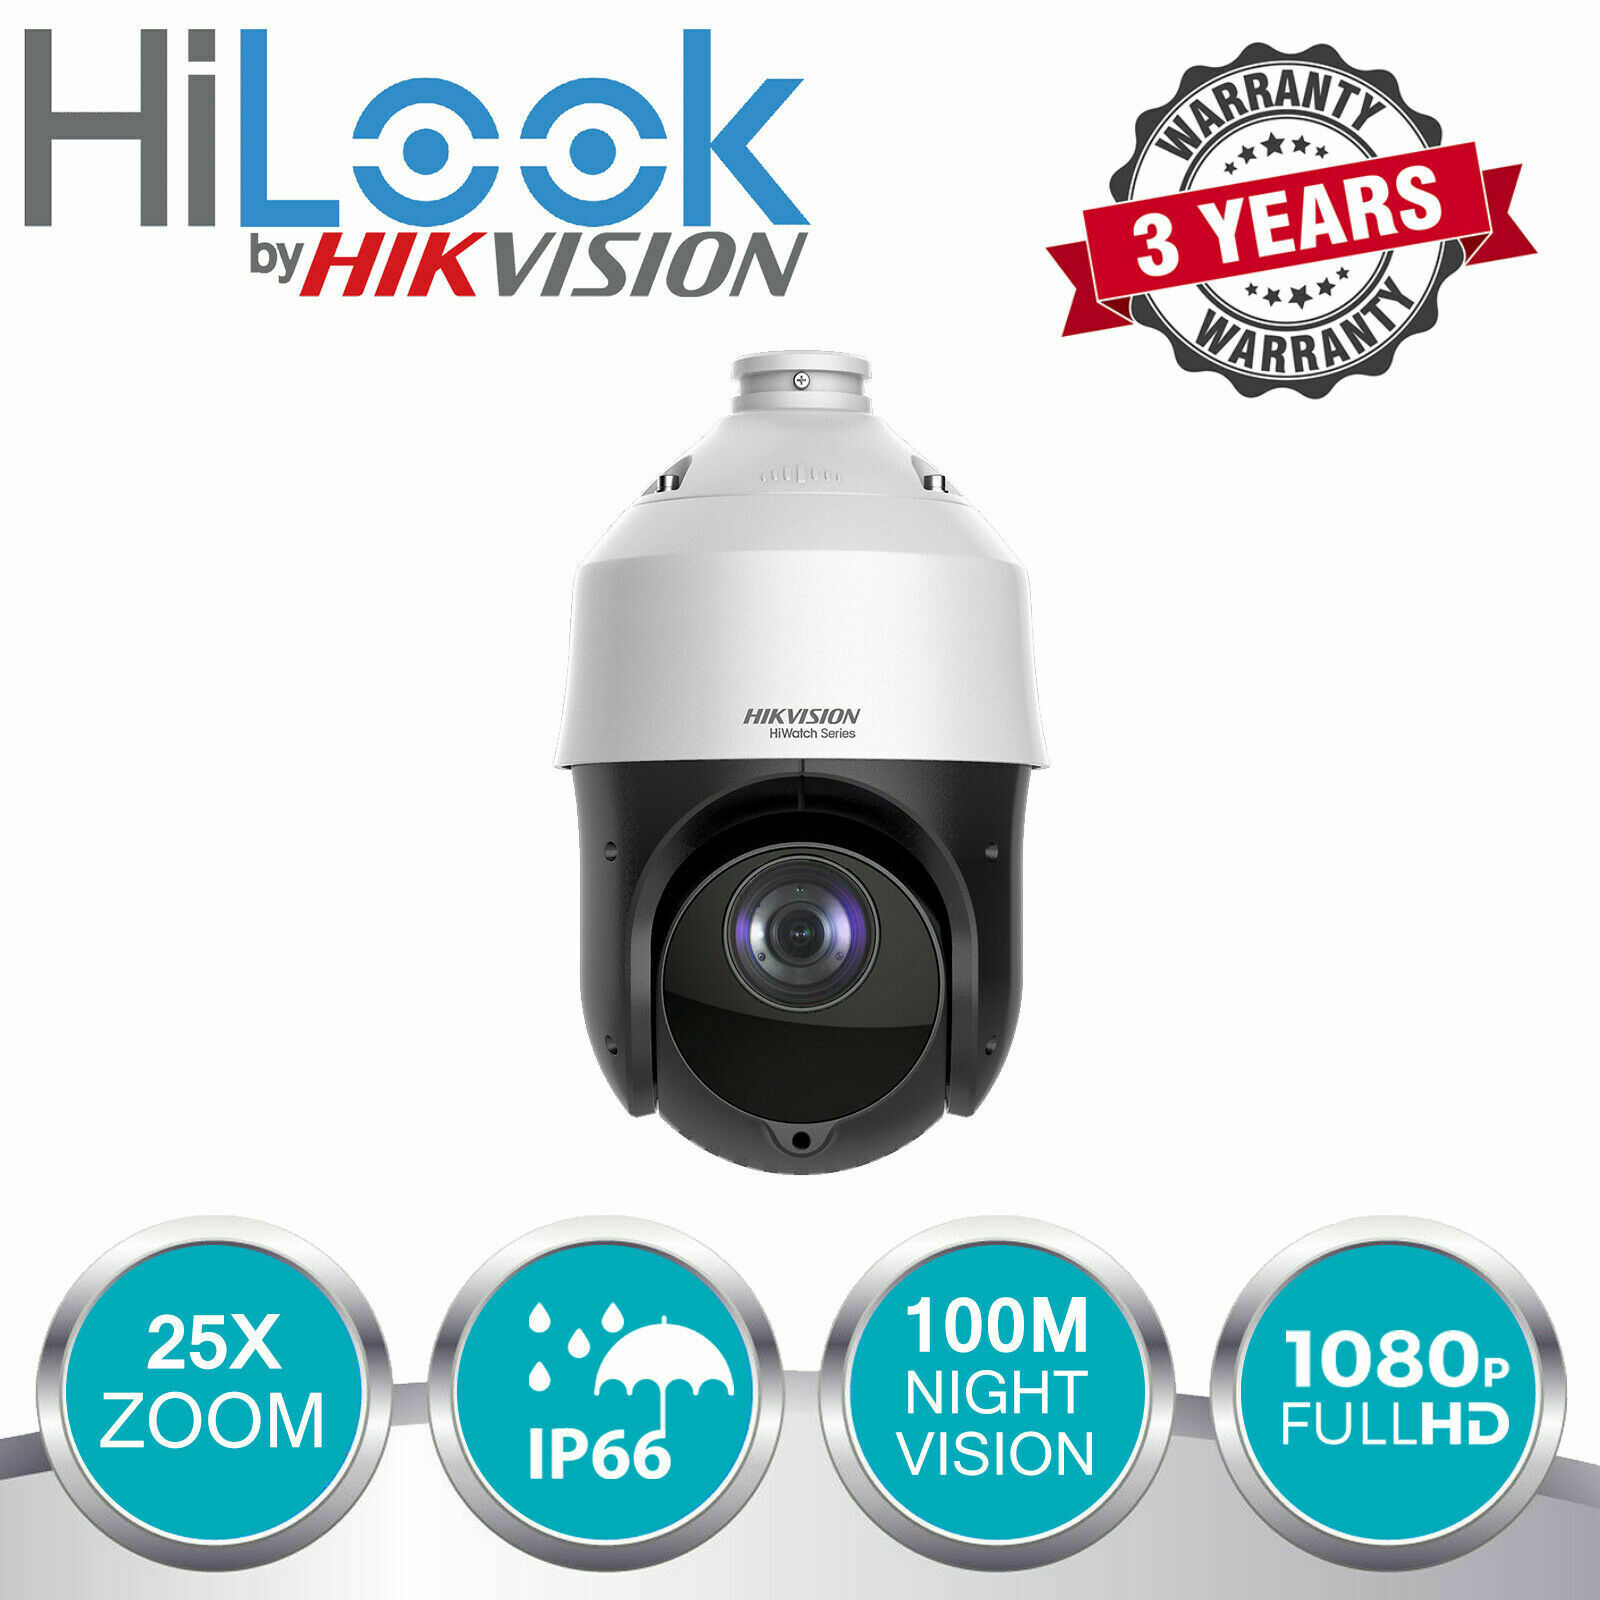 HiLook
by HIKVISION
WARRANTY
3 YEARS
WARRANTY
HIKVISION
HiWatch Series
25X
ZOOM
IP66
100M
NIGHT
VISION
1080P
FULLHD